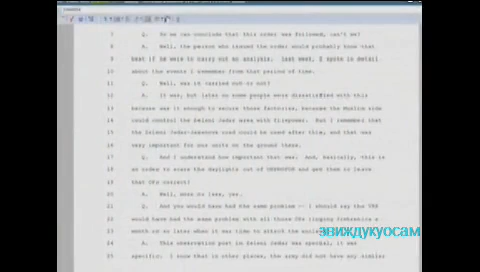 7 Q. So we can conclude that this order was followed, can't we?
8 A. Well, the person who issued the order would probably know that
9 best if he were to carry out an analysis. Last week, I spoke in detail
10 about the events I remember from that period of time.
11 Q. Well, was it carried out or not?
12 A. It was, but later on some people were dissatisfied with this
13 because was it enough to secure those factories, because the Muslim side
14 could control the Zeleni Jadar area with firepower. But I remember that
15 the Zeleni Jadar-Jasenova road could be used after this, and that was
16 very important for our units on the ground there.
17 Q. And I understand how important that was. And, basically, this is
18 an order to scare the daylights out of UNPROFOR and get them to leave
19 that OPs correct?
20 A. Well, more or less, yes.
21 Q. And you would have had the same problem -- I should say the VRS
22 would have had the same problem with all those OPs ringing Srebrenica a
23 month or so later when it was time to attack the
24 A. This observation post in Zeleni Jadar was special, it was
25 specific. I note that in other places, the army did not have any similar
звиждукуосам